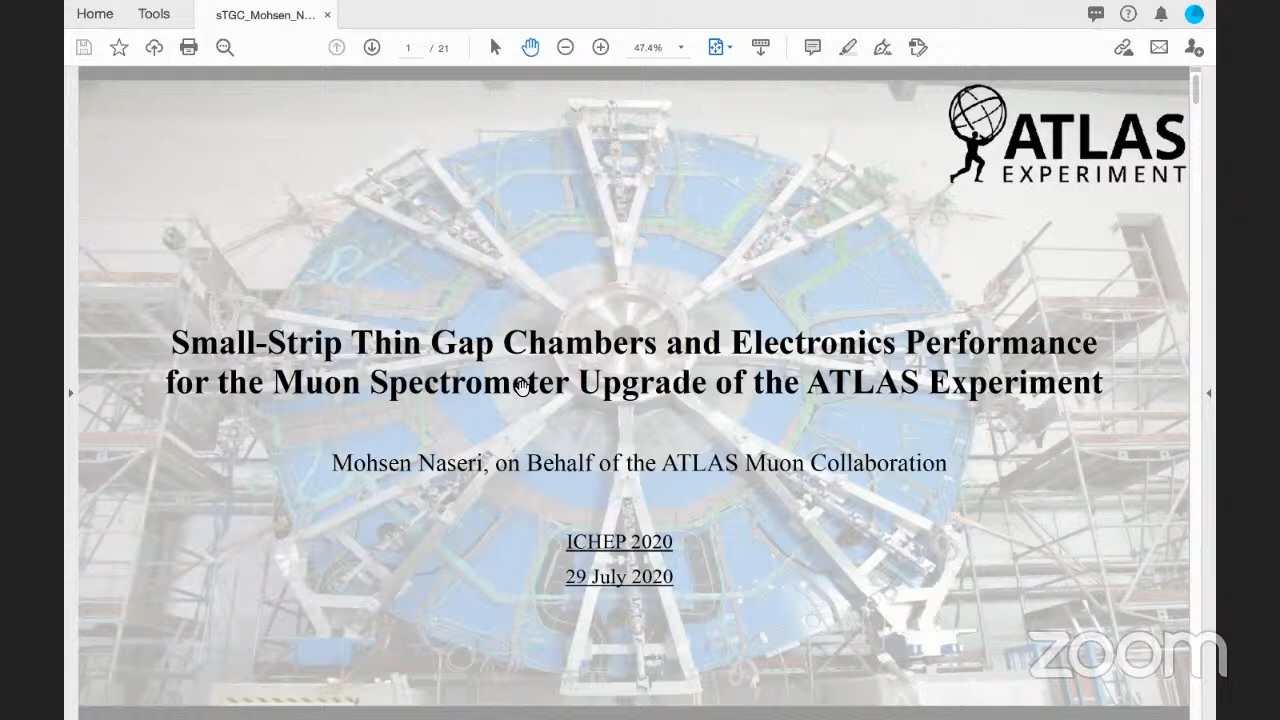 Home Tools sTGC_Mohsen_N... ×
1 / 21 47.4%
ATLAS
EXPERIMENT
Small-Strip Thin Gap Chambers and Electronics Performance
for the Muon Spectrometer Upgrade of the ATLAS Experiment
Mohsen Naseri, on Behalf of the ATLAS Muon Collaboration
ICHEP 2020
29 July 2020
zoom